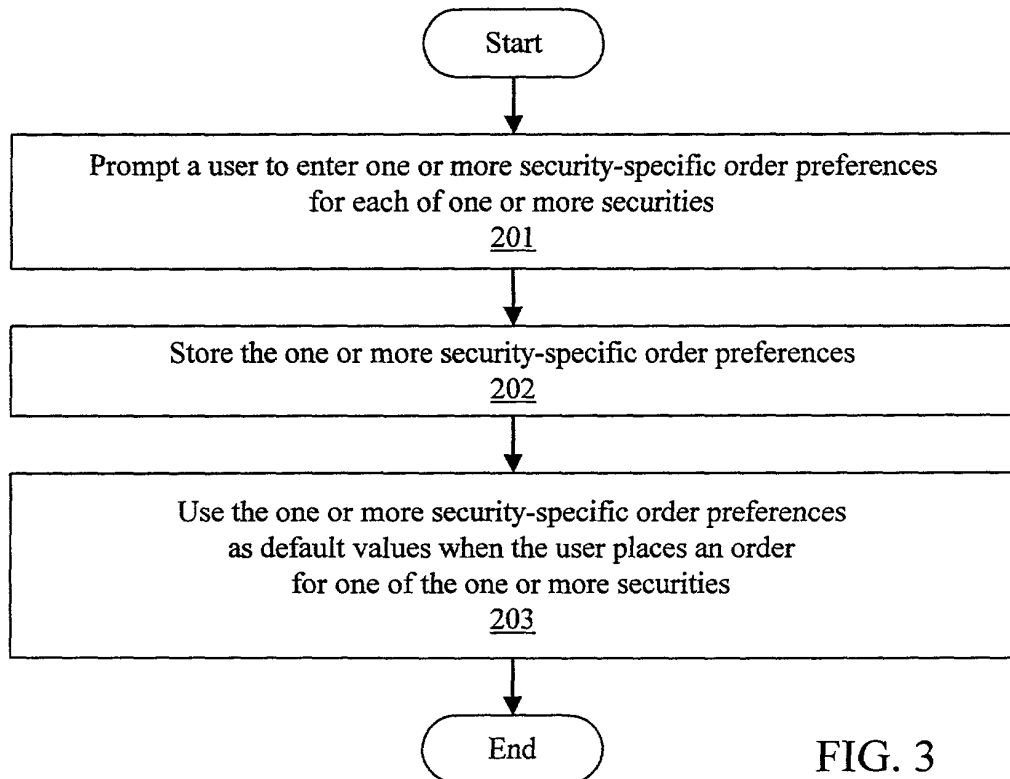 Start
Prompt a user to enter one or more security-specific order preferences
for each of one or more securities
201
Store the one or more security-specific order preferences
202
Use the one or more security-specific order preferences
as default values when the user places an order
for one of the one or more securities
203
End
FIG. 3